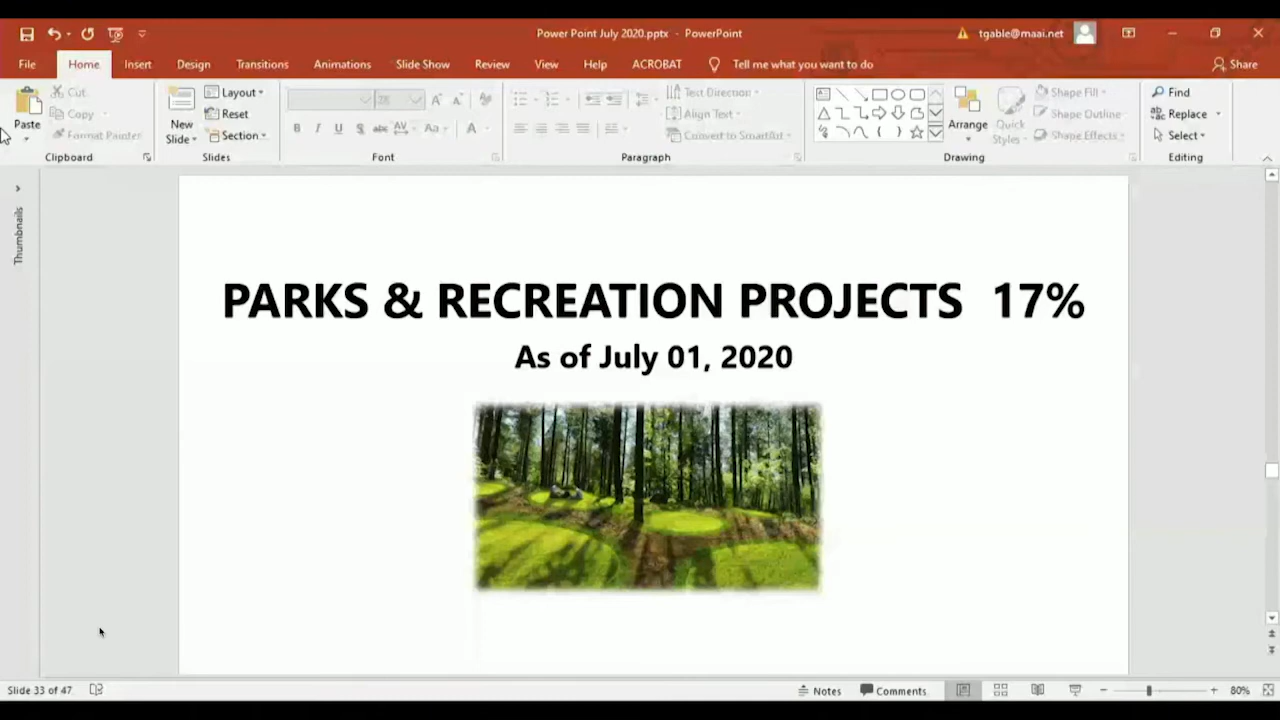 Power Point July 2020.pptx - PowerPoint
tgable@maai.net
File Home Insert Design Transitions Animations Slide Show Review View Help ACROBAT Tell me what you want to do Share
Paste
Cut
Copy
Format Painter
Clipboard
New Slide
Layout
Reset
Section
Slides
28
Font
Text Direction
Align Text
Convert to SmartArt
Paragraph
Arrange
Quick Styles
Shape Fill
Shape Outline
Shape Effects
Drawing
Find
Replace
Select
Editing
Thumbnails
PARKS & RECREATION PROJECTS 17%
As of July 01, 2020
Slide 33 of 47
Notes Comments 80%